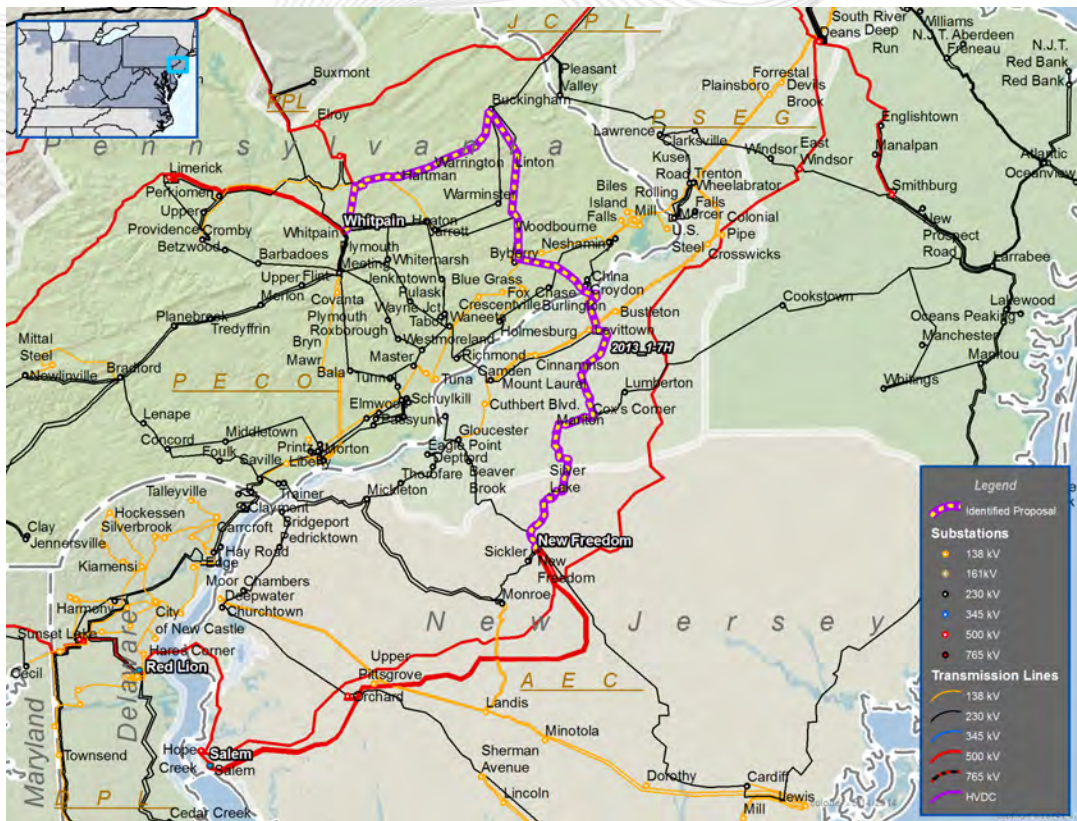 J C P L
South River
Deans
Deep
Run
Williams
N.J.T. Aberdeen
Freneau
N.J.T.
Red Bank
Red Bank
Buxmont
Pleasant
Valley
Forrestal
Plainsboro
Devils
Brook
P P L
Buckingham
Elroy
P S E G
Englishtown
Lawrence
Clarksville
Pennsylvania
Windsor
East
Windsor
Manalpan
Atlantic
Oceanview
Limerick
Warrington
Linton
Kuser
Road
Trenton
Hartman
Wheelabrator
Smithburg
Perkiomen
Warminster
Biles
Island
Rolling
Mill
Falls
Falls
Mercer
Upper
Providence
Cromby
Whitpain
Heaton
Jarrett
Woodbourne
U.S.
Steel
Colonial
Pipe
New
Prospect
Road
Betzwood
Whitpain
Neshaminy
Plymouth
Meeting
Whitemarsh
Byberry
Crosswicks
Barbadoes
Larrabee
Upper
Merion
Flint
Jenkintown
Blue Grass
China
Croydon
Pulaski
Fox Chase
Covanta
Plymouth
Wayne Jct
Crescentville
Burlington
Cookstown
Lakewood
Oceans Peaking
Planebrook
Tabor
Waneeta
Bustleton
Tredyffrin
Roxborough
Westmoreland
Holmesburg
Levittown
Manchester
Mittal
Steel
Bryn
Mawr
Master
Richmond
2013_1-7H
Manitou
Newlinville
Bradford
Bala
Tunnel
Tuna
Camden
Cinnaminson
P E C O
Mount Laurel
Lumberton
Whitings
Elmwood
Schuylkill
Cuthbert Blvd.
Cox's Corner
Lenape
Passyunk
Marlton
Concord
Middletown
Printz
Morton
Gloucester
Foulk
Saville
Liberty
Eagle Point
Deptford
Silver
Lake
Talleyville
Trainer
Thorofare
Beaver
Brook
Mickleton
Hockessen
Claymont
Silverbrook
Clay
Jennersville
Carrcroft
Bridgeport
Pedricktown
New Freedom
Hay Road
Sickler
New
Freedom
Kiamensi
Edge
Moor
Chambers
Deepwater
Harmony
City
of New Castle
Churchtown
Monroe
New Jersey
Sunset Lake
Hares Corner
Cecil
Red Lion
Upper
Pittsgrove
Orchard
A E C
Landis
Maryland
Delaware
Minotola
Hope
Creek
Salem
Salem
Townsend
Sherman
Avenue
Dorothy
Cardiff
Lewis
D P L
Lincoln
Mill
Cedar Creek
Legend
Identified Proposal
Substations
138 kV
161kV
230 kV
345 kV
500 kV
765 kV
Transmission Lines
138 kV
230 kV
345 kV
500 kV
765 kV
HVDC